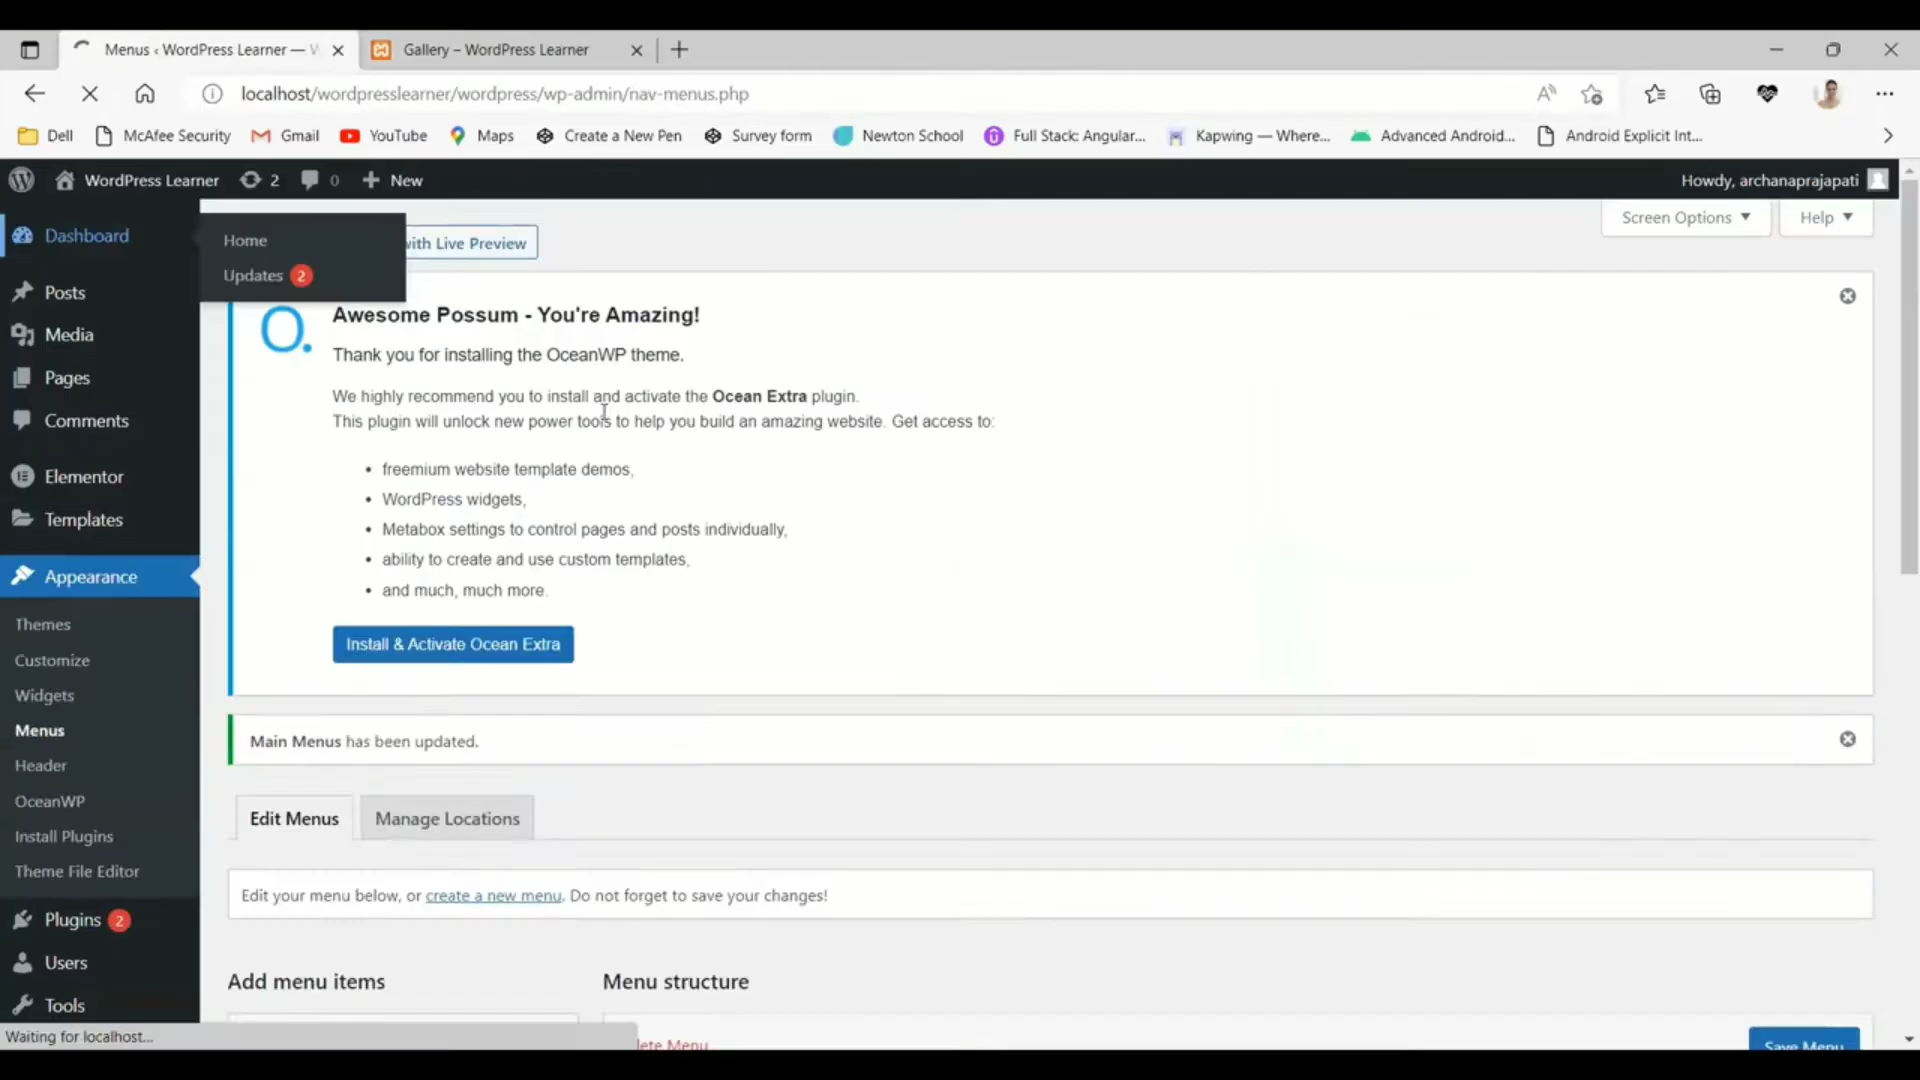 Menus ‹ WordPress Learner —
Gallery – WordPress Learner
localhost/wordpresslearner/wordpress/wp-admin/nav-menus.php
Dell
McAfee Security
Gmail
YouTube
Maps
Create a New Pen
Survey form
Newton School
Full Stack: Angular...
Kapwing — Where...
Advanced Android...
Android Explicit Int...
WordPress Learner
2
0
New
Howdy, archanaprajapati
Dashboard
Home
Updates 2
Posts
Media
Pages
Comments
Elementor
Templates
Appearance
Themes
Customize
Widgets
Menus
Header
OceanWP
Install Plugins
Theme File Editor
Plugins 2
Users
Tools
Waiting for localhost...
Screen Options
Help
with Live Preview
Awesome Possum - You're Amazing!
Thank you for installing the OceanWP theme.
We highly recommend you to install and activate the Ocean Extra plugin.
This plugin will unlock new power tools to help you build an amazing website. Get access to:
• freemium website template demos,
• WordPress widgets,
• Metabox settings to control pages and posts individually,
• ability to create and use custom templates,
• and much, much more.
Install & Activate Ocean Extra
Main Menus has been updated.
Edit Menus
Manage Locations
Edit your menu below, or create a new menu. Do not forget to save your changes!
Add menu items
Menu structure
lete Menu
Save Menu